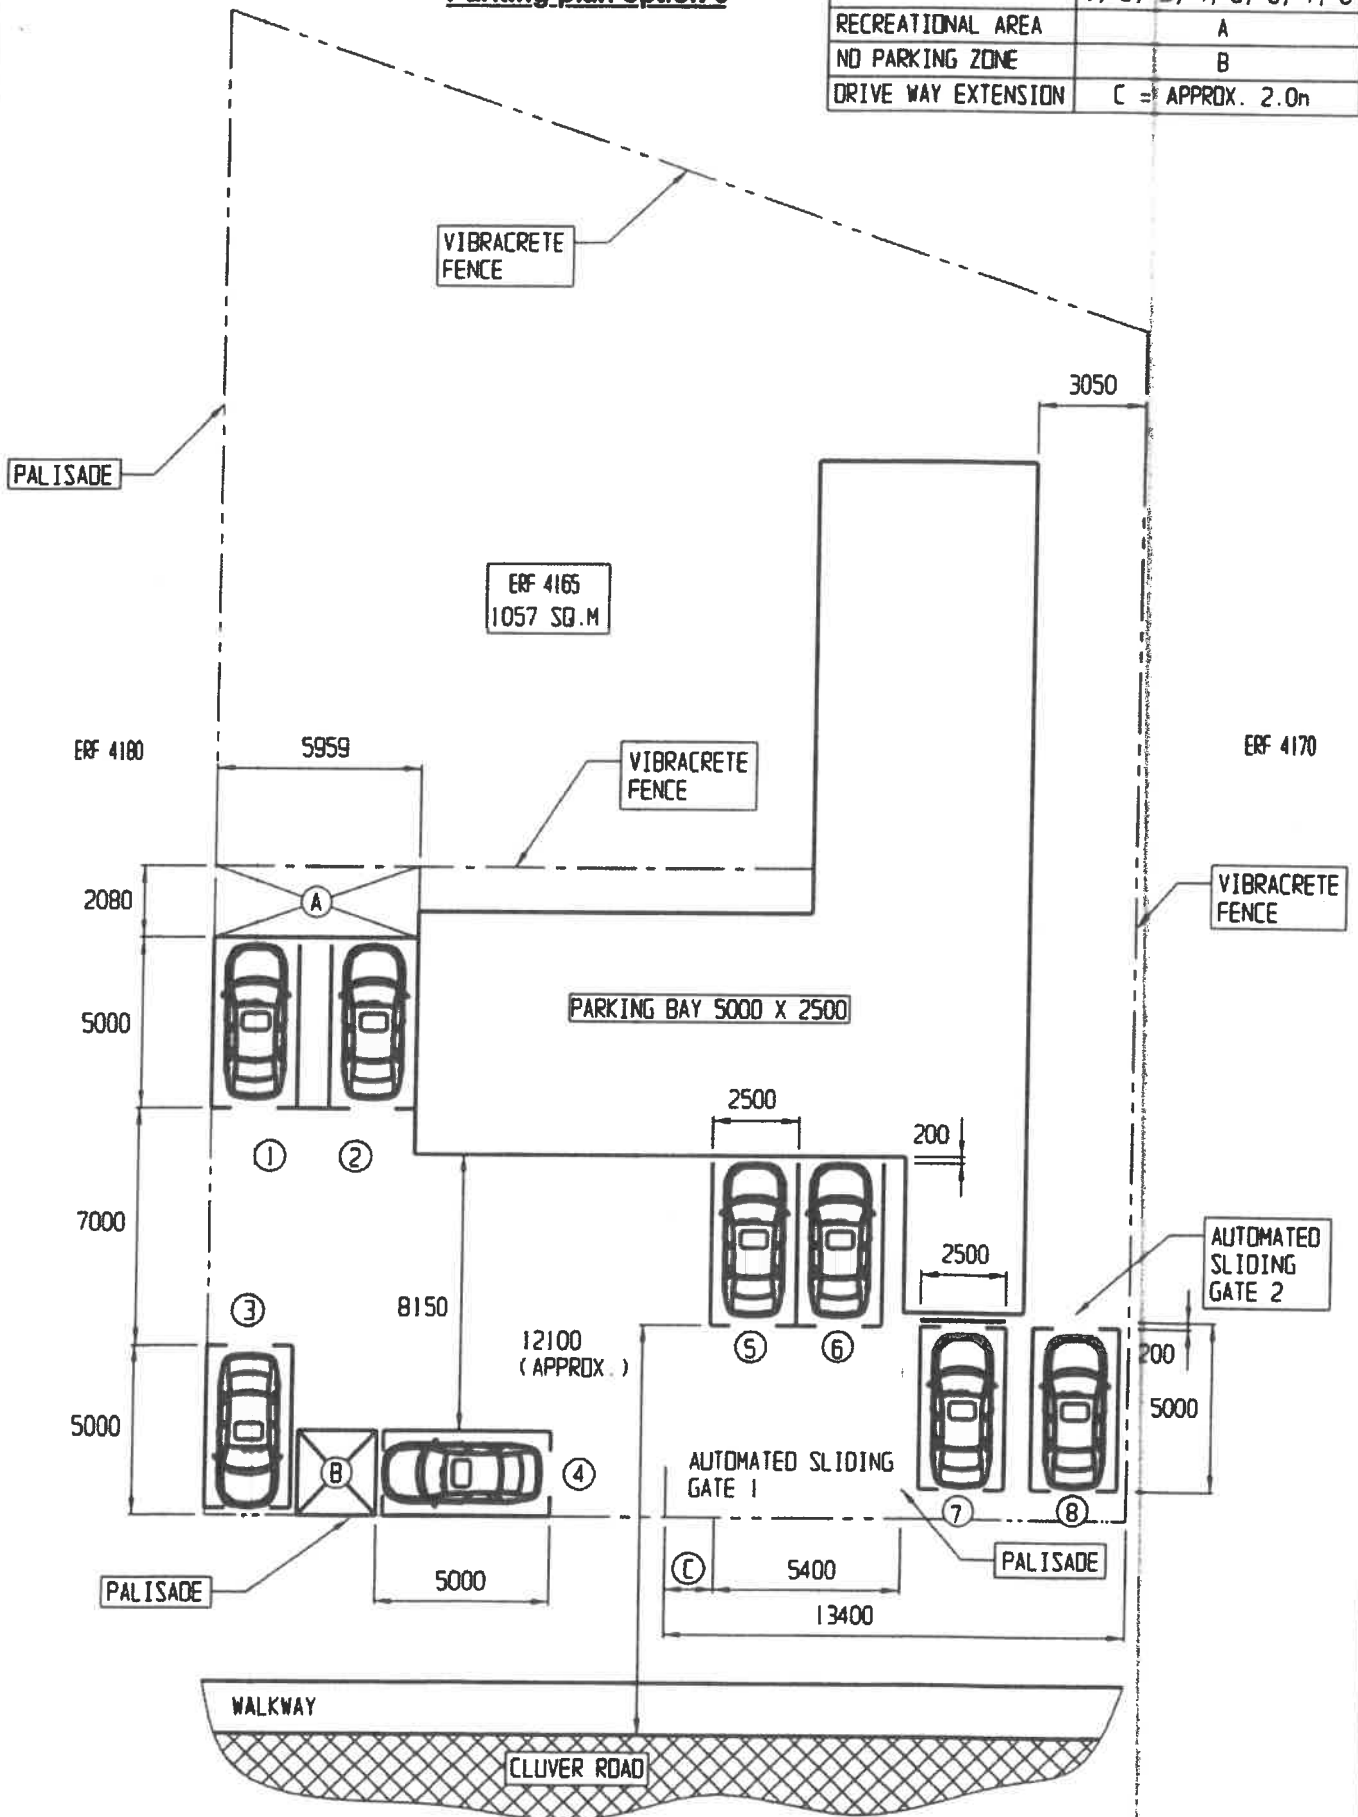 Parking plan option
RECREATIONAL AREA A
NO PARKING ZONE B
DRIVE WAY EXTENSION C = APPROX. 2.0m
VIBRACRETE
FENCE
3050
PALISADE
ERF 4165
1057 SQ.M
ERF 4180
5959
VIBRACRETE
FENCE
ERF 4170
2080
A
VIBRACRETE
FENCE
5000
PARKING BAY 5000 X 2500
2500
200
1
2
7000
AUTOMATED
SLIDING
GATE 2
2500
3
8150
12100
(APPROX.)
5
6
200
5000
5000
B
4
AUTOMATED SLIDING
GATE 1
7
8
PALISADE
5000
C
5400
PALISADE
13400
WALKWAY
CLUVER ROAD